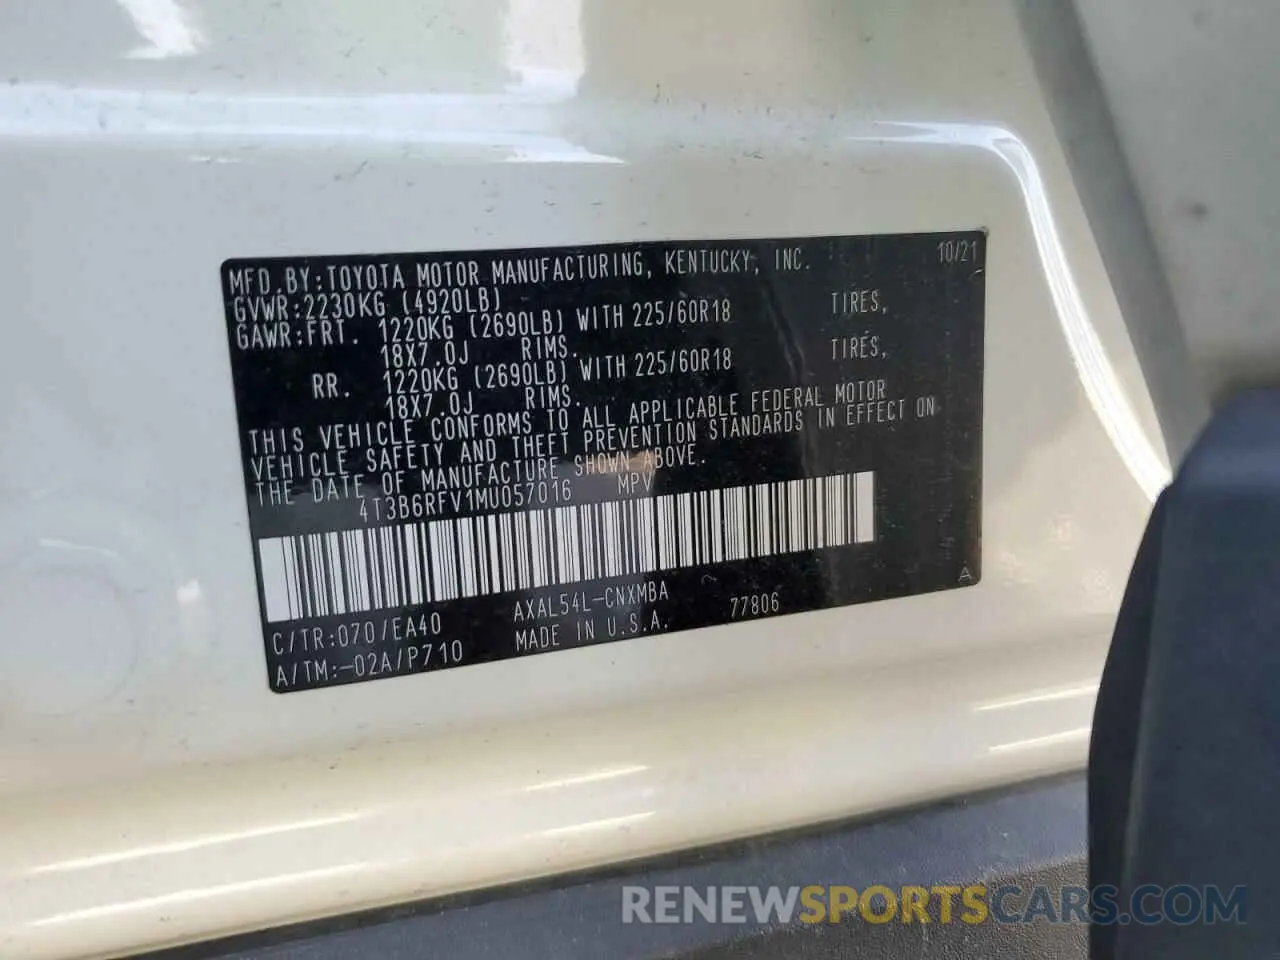 MFD.BY:TOYOTA MOTOR MANUFACTURING, KENTUCKY, INC. 10/21
GVWR:2230KG (4920LB)
GAWR:FRT. 1220KG (2690LB) WITH 225/60R18 TIRES,
18X7.0J RIMS.
RR. 1220KG (2690LB) WITH 225/60R18 TIRES,
18X7.0J RIMS.
THIS VEHICLE CONFORMS TO ALL APPLICABLE FEDERAL MOTOR
VEHICLE SAFETY AND THEFT PREVENTION STANDARDS IN EFFECT ON
THE DATE OF MANUFACTURE SHOWN ABOVE.
4T3B6RFV1MU057016 MPV
C/TR:070/EA40 AXAL54L-CNXMBA 77806 A
A/TM:-02A/P710 MADE IN U.S.A.
RENEWSPORTSCARS.COM